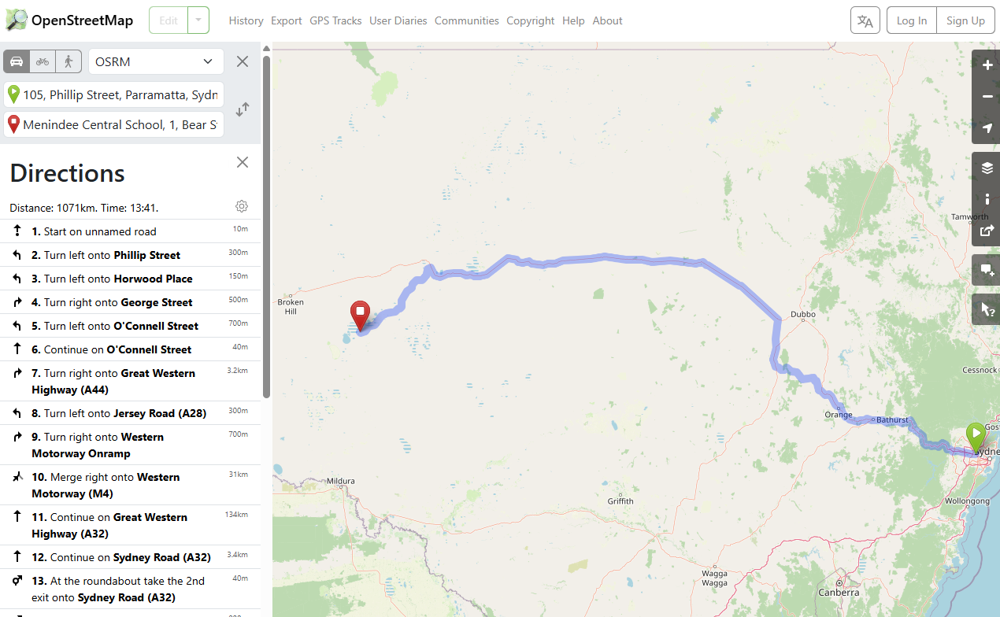 OpenStreetMap
Edit
History
Export
GPS Tracks
User Diaries
Communities
Copyright
Help
About
Log In
Sign Up
OSRM
105, Phillip Street, Parramatta, Sydn
Menindee Central School, 1, Bear S
Directions
Distance: 1071km. Time: 13:41.
1. Start on unnamed road 10m
2. Turn left onto Phillip Street 300m
3. Turn left onto Horwood Place 150m
4. Turn right onto George Street 500m
5. Turn left onto O'Connell Street 700m
6. Continue on O'Connell Street 40m
7. Turn right onto Great Western 3.2km
Highway (A44)
8. Turn left onto Jersey Road (A28) 300m
9. Turn right onto Western 700m
Motorway Onramp
10. Merge right onto Western 31km
Motorway (M4)
11. Continue on Great Western 134km
Highway (A32)
12. Continue on Sydney Road (A32) 3.4km
13. At the roundabout take the 2nd 40m
exit onto Sydney Road (A32)
Tamworth
Broken
Hill
Dubbo
Cessnock
Orange
Bathurst
Gos
Sydne
Mildura
Griffith
Wollongong
Wagga
Wagga
Canberra